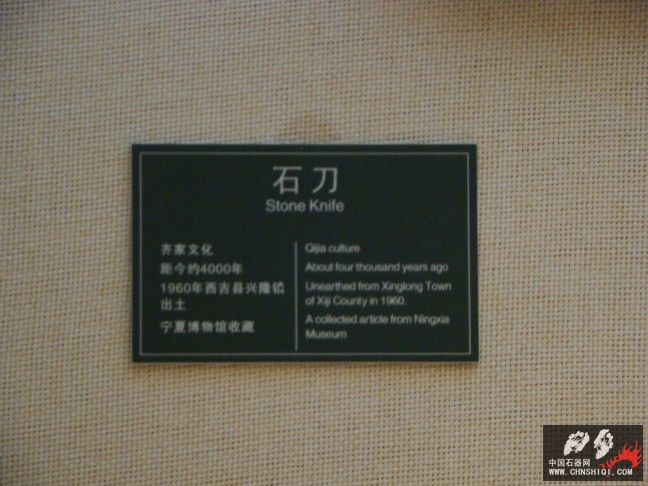 石刀
Stone Knife
齐家文化
距今约4000年
1960年西吉县兴隆镇
出土
宁夏博物馆收藏
Qijia culture
About four thousand years ago
Unearthed from Xinglong Town
of Xiji County in 1960.
A collected article from Ningxia
Museum
中国石器网
WWW.CHNSHIQI.COM